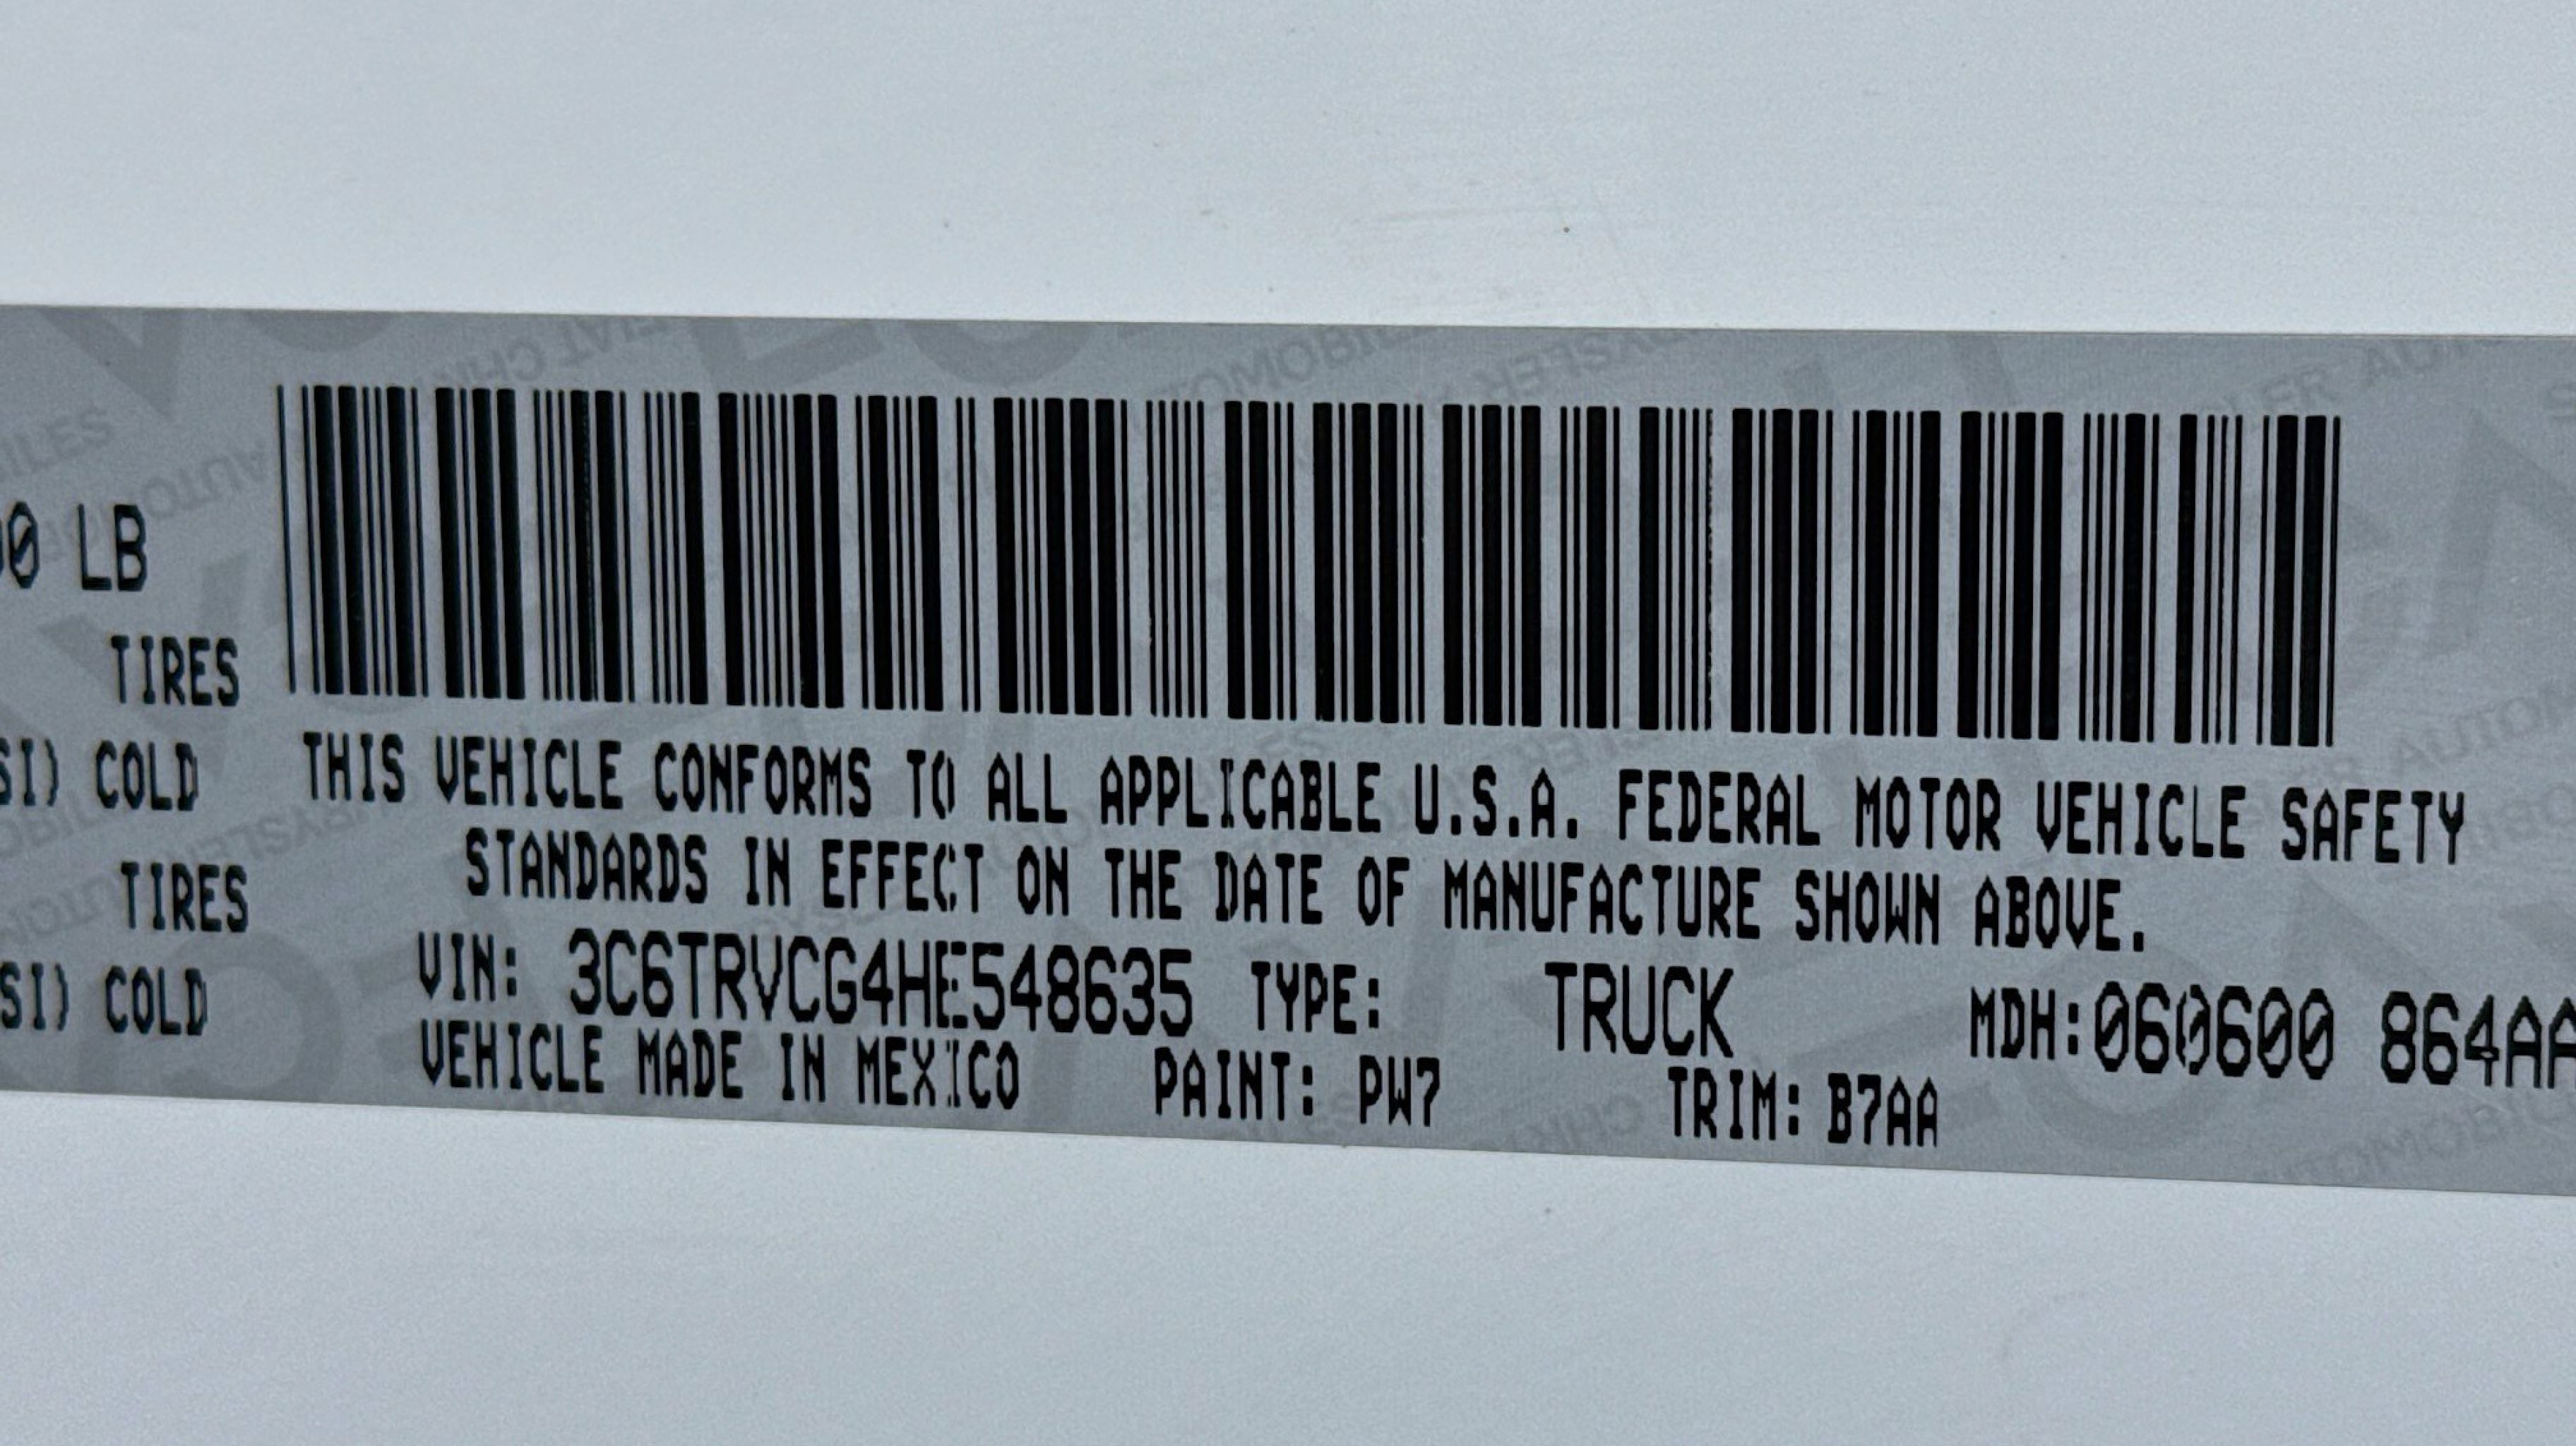 0 LB
TIRES
SI) COLD
TIRES
SI) COLD
THIS VEHICLE CONFORMS TO ALL APPLICABLE U.S.A. FEDERAL MOTOR VEHICLE SAFETY
STANDARDS IN EFFECT ON THE DATE OF MANUFACTURE SHOWN ABOVE.
VIN: 3C6TRVCG4HE548635 TYPE: TRUCK MDH:060600 864AA
VEHICLE MADE IN MEXICO PAINT: PW7 TRIM: B7AA